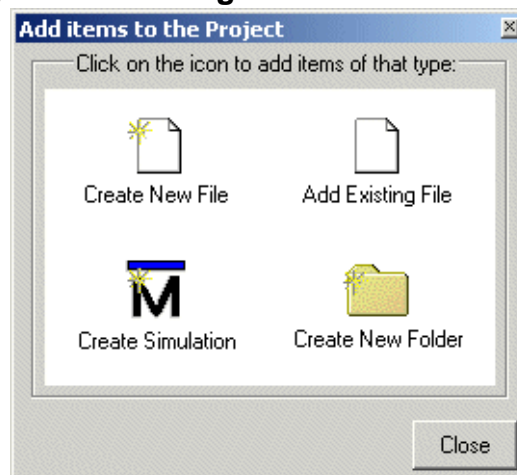 Add items to the Project
Click on the icon to add items of that type:
Create New File
Add Existing File
Create Simulation
Create New Folder
Close